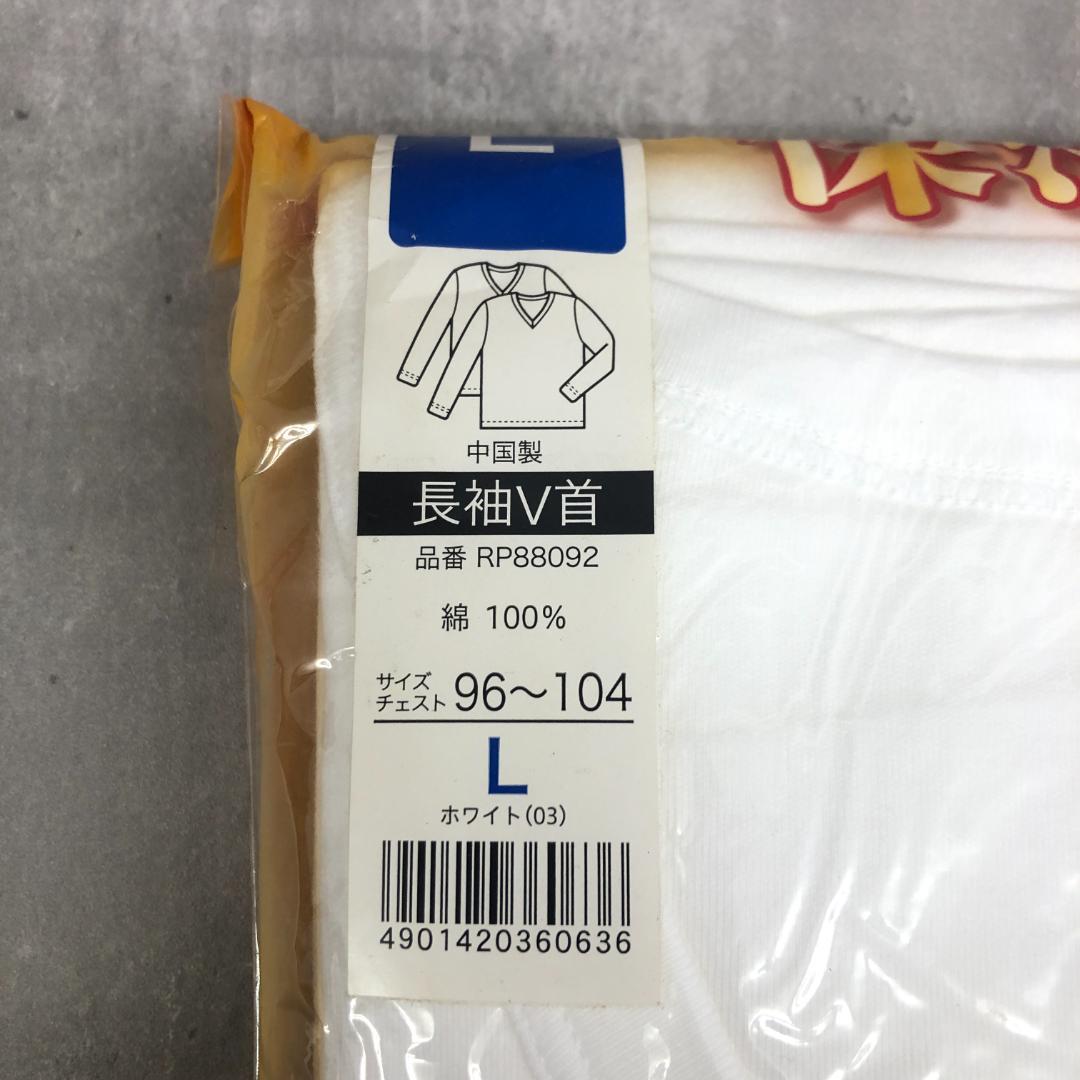 L
中国製
長袖V首
品番 RP88092
綿 100%
サイズ
チェスト 96～104
L
ホワイト(03)
4901420360636